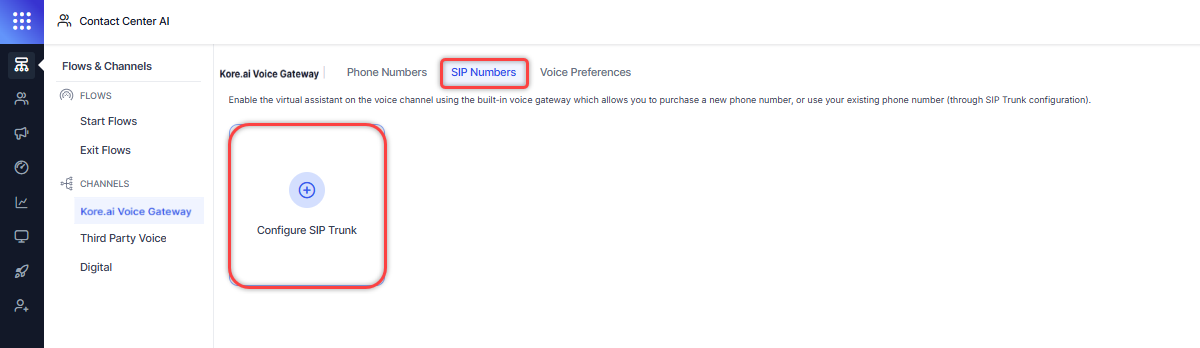 Contact Center AI
Flows & Channels
FLOWS
Start Flows
Exit Flows
CHANNELS
Kore.ai Voice Gateway
Third Party Voice
Digital
Kore.ai Voice Gateway
Phone Numbers
SIP Numbers
Voice Preferences
Enable the virtual assistant on the voice channel using the built-in voice gateway which allows you to purchase a new phone number, or use your existing phone number (through SIP Trunk configuration).
Configure SIP Trunk